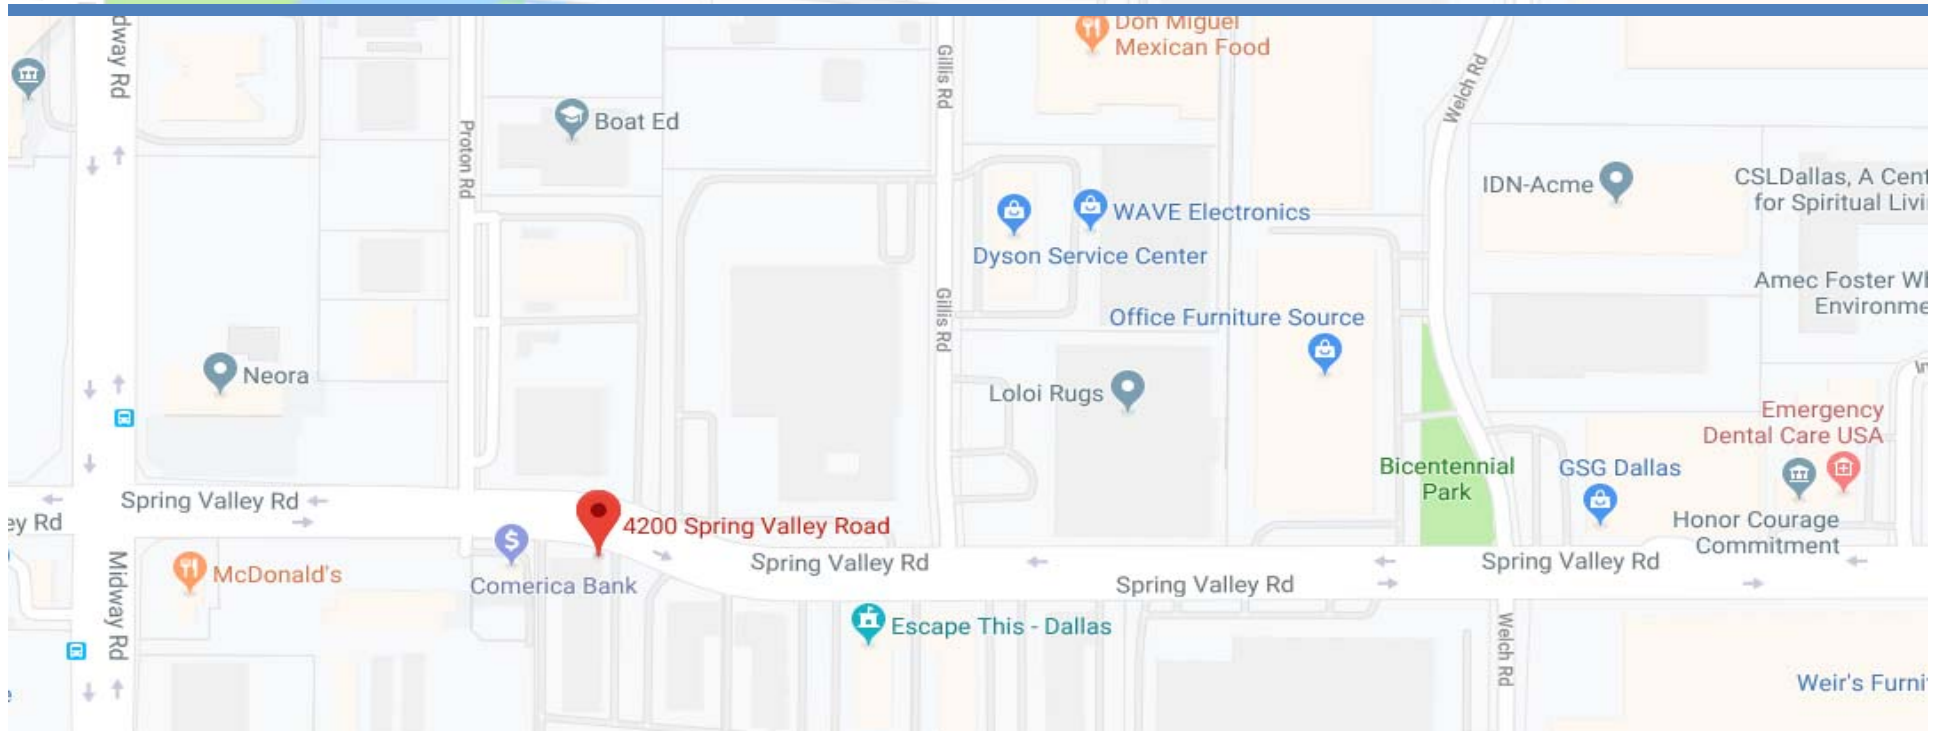 Don Miguel
Mexican Food
dway Rd
Gillis Rd
Welch Rd
Boat Ed
Proton Rd
IDN-Acme
CSLDallas, A Cent
for Spiritual Livi
WAVE Electronics
Dyson Service Center
Amec Foster Wh
Environme
Gillis Rd
Office Furniture Source
Neora
Loloi Rugs
Emergency
Dental Care USA
Bicentennial
Park
GSG Dallas
Spring Valley Rd
ey Rd
4200 Spring Valley Road
Honor Courage
Commitment
Spring Valley Rd
Spring Valley Rd
McDonald's
Comerica Bank
Spring Valley Rd
Midway Rd
Escape This - Dallas
Welch Rd
Weir's Furni